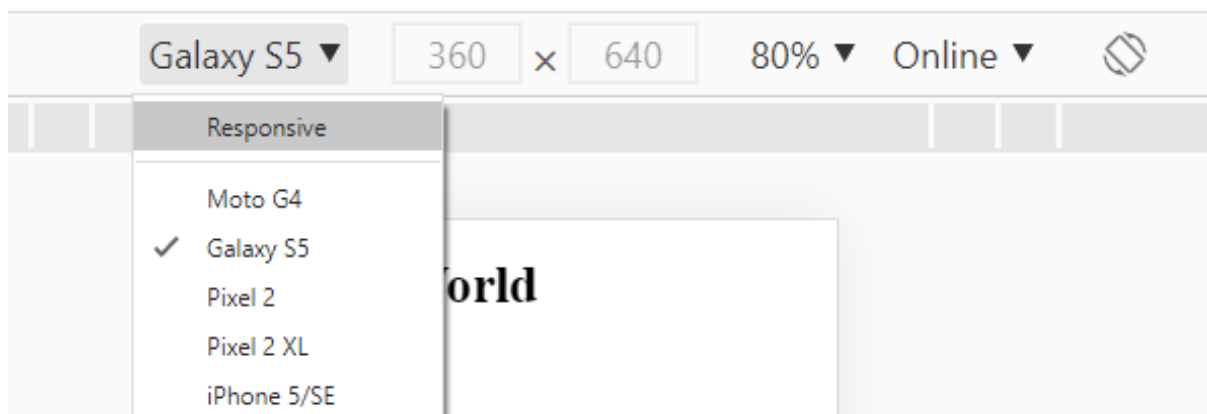 Galaxy S5 ▼ 360 × 640 80% ▼ Online ▼
Responsive
Moto G4
✓ Galaxy S5
Pixel 2
orld
Pixel 2 XL
iPhone 5/SE